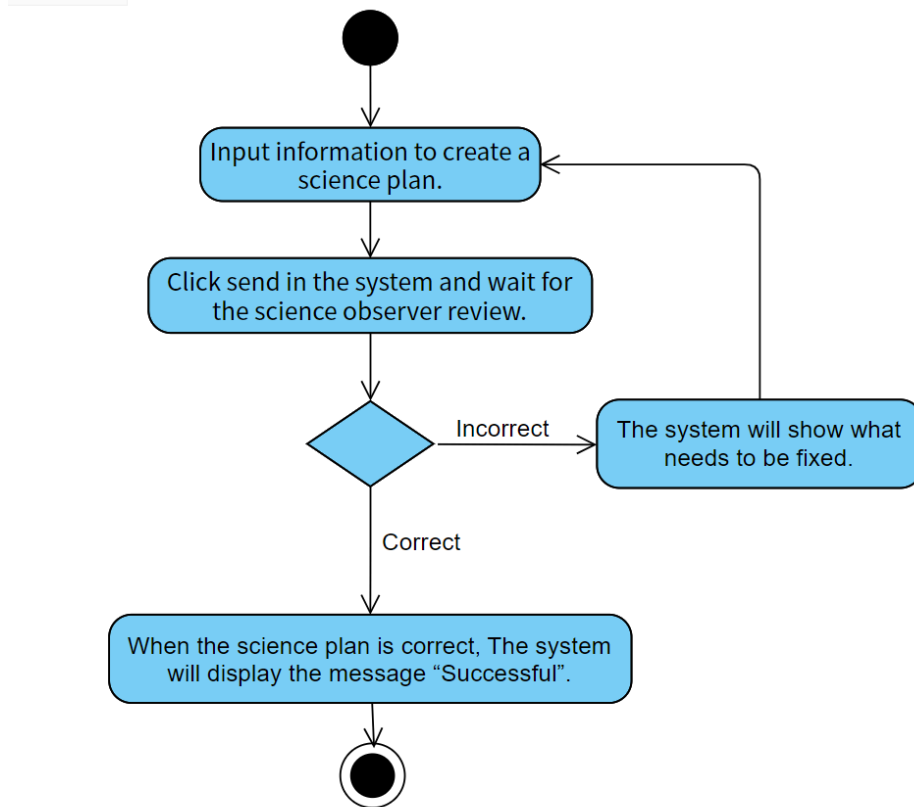 Input information to create a
science plan.
Click send in the system and wait for
the science observer review.
Incorrect
The system will show what
needs to be fixed.
Correct
When the science plan is correct, The system
will display the message “Successful”.